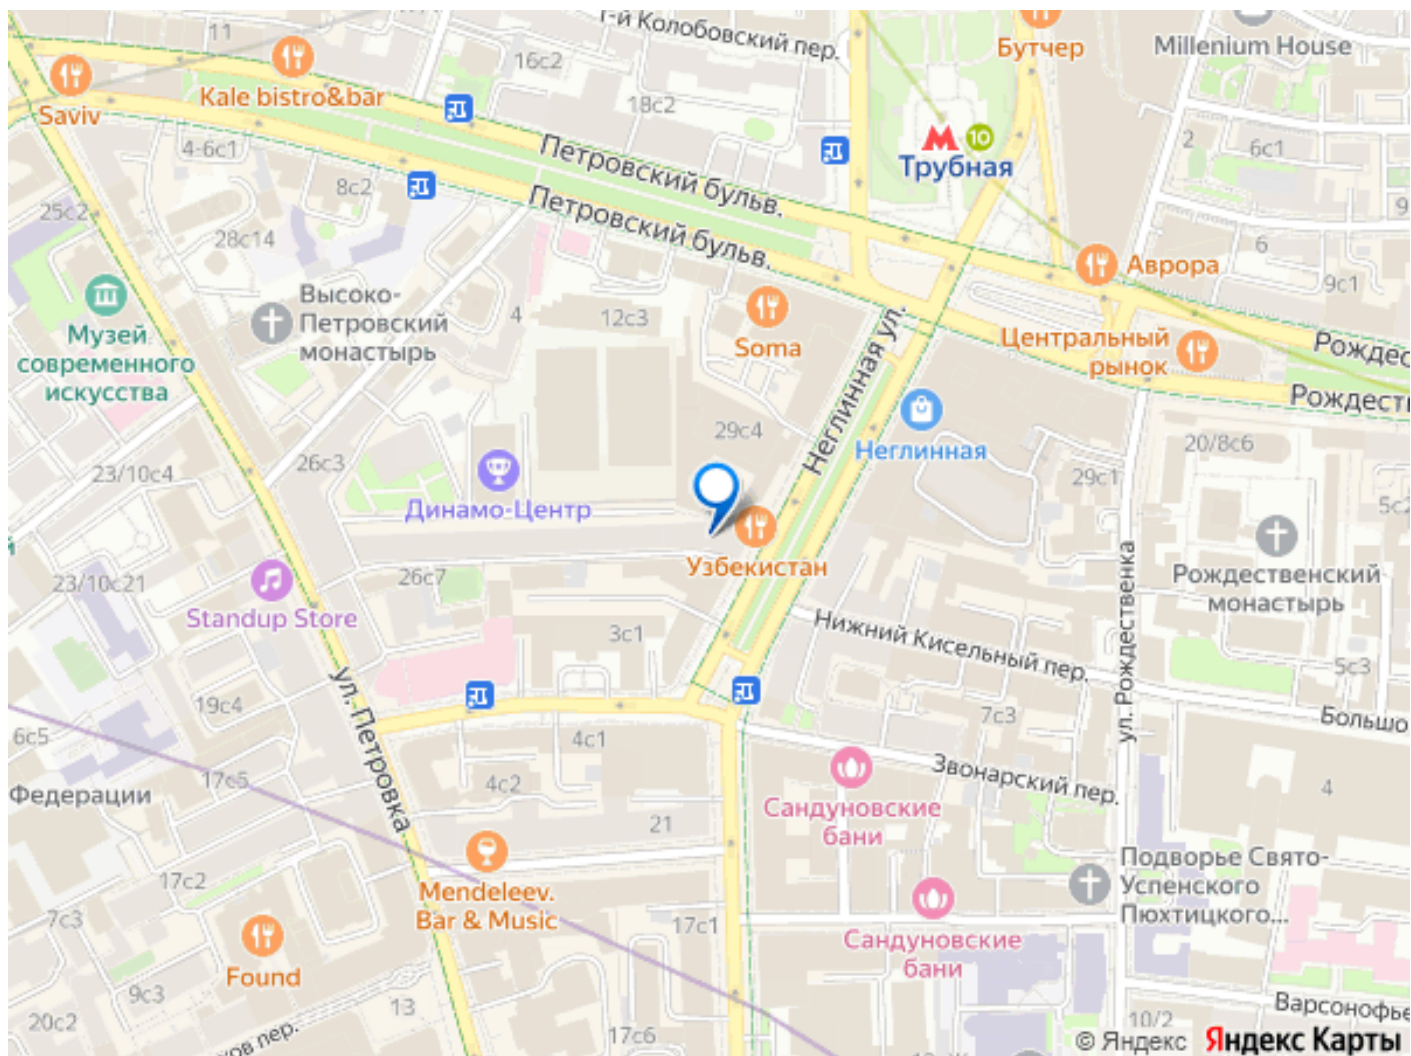 11
1-й Колобовский пер.
Бутчер
Millenium House
16с2
Kale bistro&bar
Saviv
18с2
2
6с1
10
Трубная
4-6с1
Петровский бульв.
8с2
Петровский бульв.
25с2
9
28с14
6
Аврора
9с1
Высоко-
Петровский
монастырь
4
12с3
Музей
современного
искусства
Soma
Неглинная ул.
Центральный
рынок
Рождес
Рождест
29с4
Неглинная
20/8с6
26с3
23/10с4
29с1
5с2
Динамо-Центр
й
Узбекистан
23/10с21
26с7
Рождественский
монастырь
Standup Store
3с1
Нижний Кисельный пер.
ул. Рождественка
5с3
ул. Петровка
19с4
7с3
Большо
6с5
4с1
17с5
4с2
Звонарский пер.
4
Федерации
Сандуновские
бани
21
Mendeleev.
Bar & Music
Подворье Свято-
Успенского
Пюхтицкого...
17с2
7с3
17с1
Сандуновские
бани
Found
9с3
13
Варсонофье
20с2
ов пер.
17с6
10/2
© Яндекс Яндекс Карты